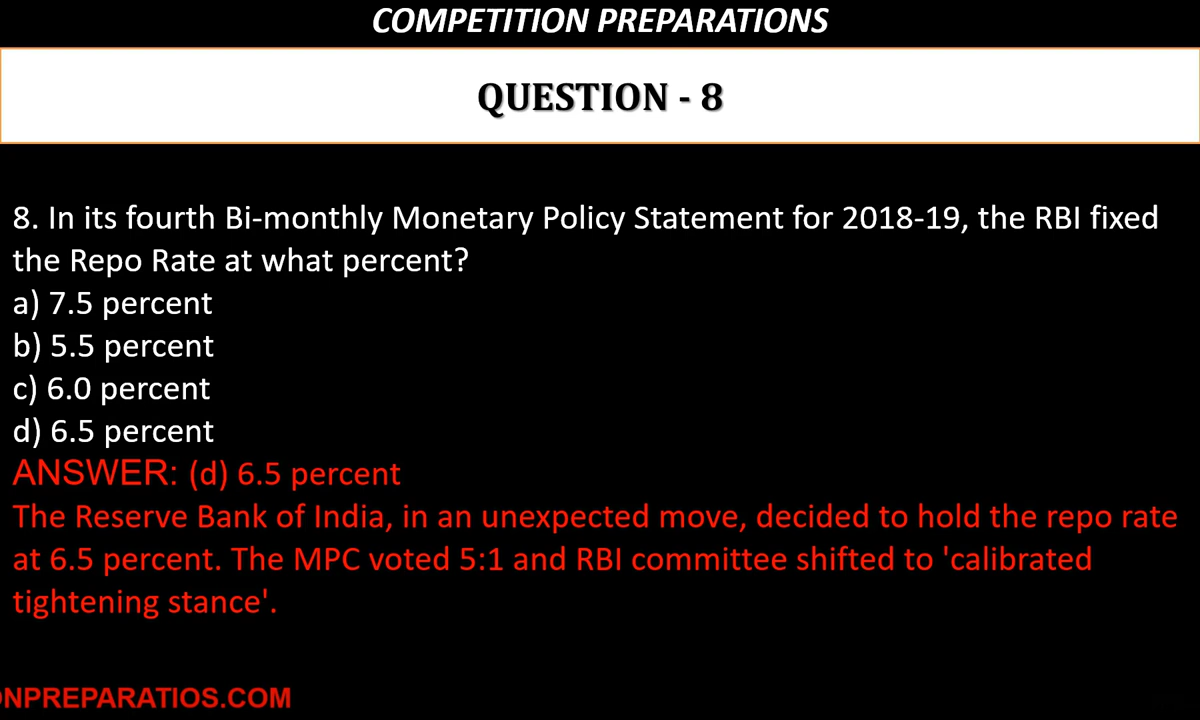 COMPETITION PREPARATIONS
QUESTION - 8
8. In its fourth Bi-monthly Monetary Policy Statement for 2018-19, the RBI fixed
the Repo Rate at what percent?
a) 7.5 percent
b) 5.5 percent
c) 6.0 percent
d) 6.5 percent
ANSWER: (d) 6.5 percent
The Reserve Bank of India, in an unexpected move, decided to hold the repo rate
at 6.5 percent. The MPC voted 5:1 and RBI committee shifted to 'calibrated
tightening stance'.
ONPREPARATIOS.COM